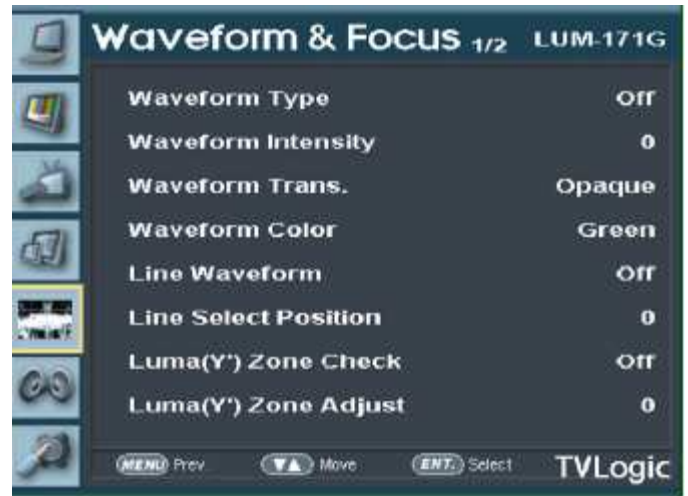 Waveform & Focus 1/2 LUM-171G
Waveform Type Off
Waveform Intensity 0
Waveform Trans. Opaque
Waveform Color Green
Line Waveform Off
Line Select Position 0
Luma(Y') Zone Check Off
Luma(Y') Zone Adjust 0
MENU Prev ▼▲ Move ENT. Select TVLogic